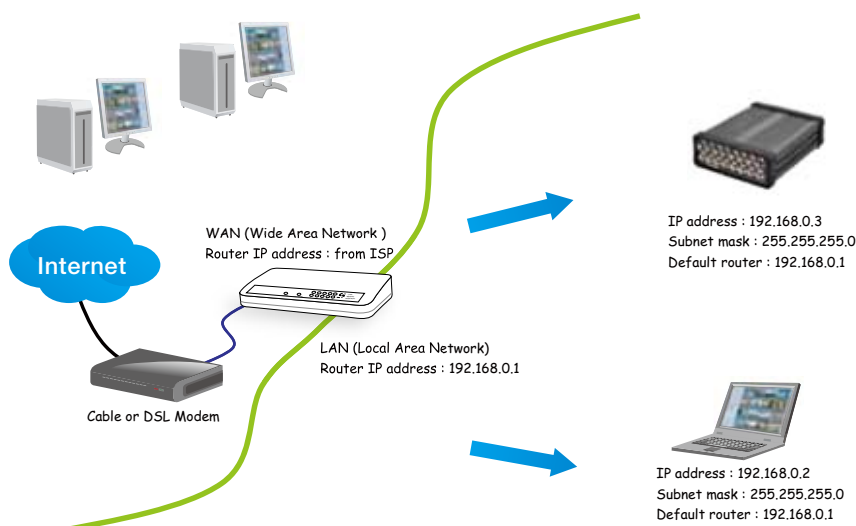 WAN (Wide Area Network )
Router IP address : from ISP
Internet
Cable or DSL Modem
LAN (Local Area Network)
Router IP address : 192.168.0.1
IP address : 192.168.0.3
Subnet mask : 255.255.255.0
Default router : 192.168.0.1
IP address : 192.168.0.2
Subnet mask : 255.255.255.0
Default router : 192.168.0.1